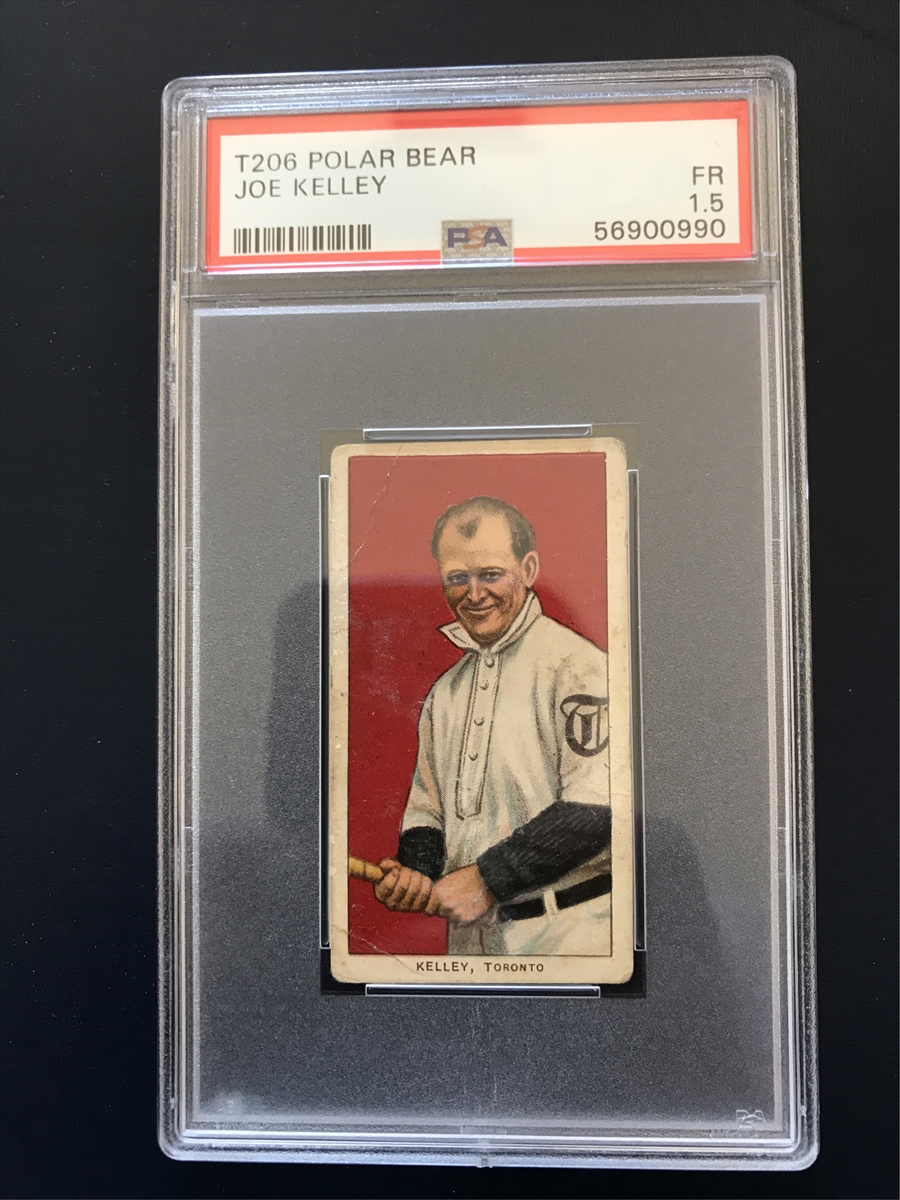 T206 POLAR BEAR
JOE KELLEY
FR
1.5
56900990
PSA
T
KELLEY, TORONTO